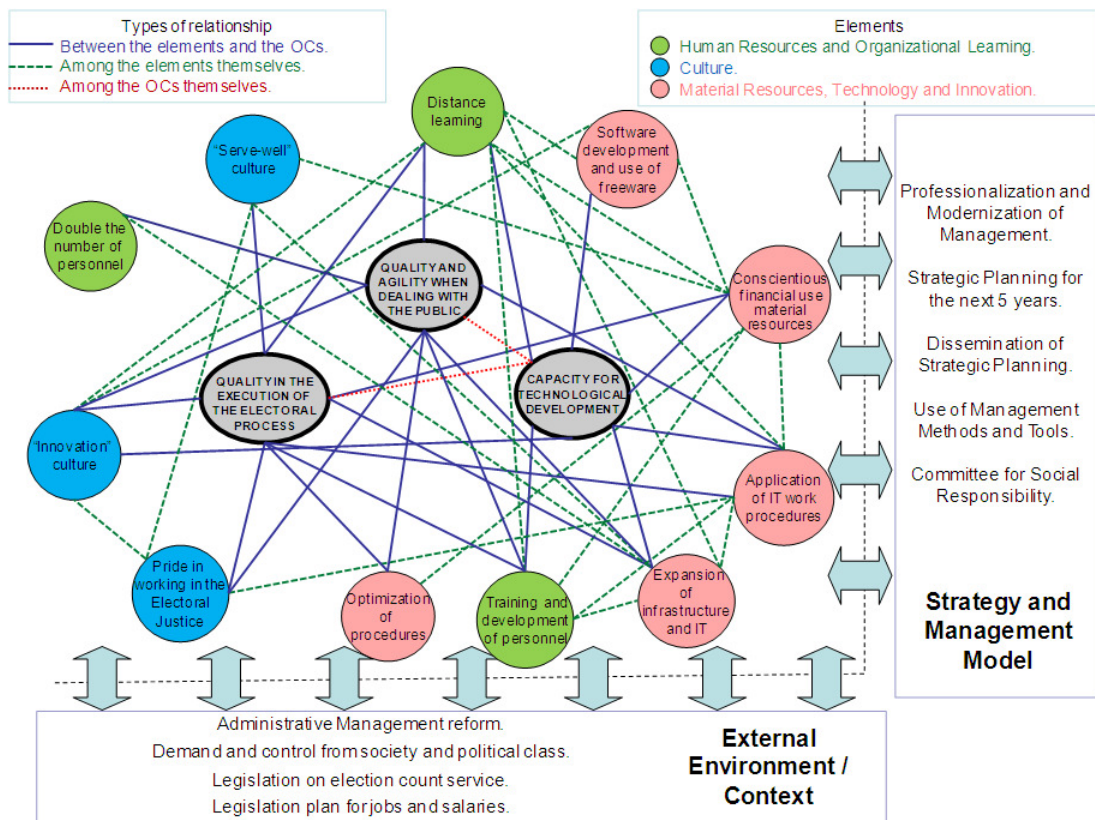 Types of relationship
Between the elements and the OCs.
Among the elements themselves.
Among the OCs themselves.
Elements
Human Resources and Organizational Learning.
Culture.
Material Resources, Technology and Innovation.
Distance
learning
"Serve-well"
culture
Software
development
and use of
freeware
Double the
number of
personnel
QUALITY AND
AGILITY WHEN
DEALING WITH
THE PUBLIC
Conscientious
financial use
material
resources
QUALITY IN THE
EXECUTION OF
THE ELECTORAL
PROCESS
CAPACITY FOR
TECHNOLOGICAL
DEVELOPMENT
"Innovation"
culture
Application
of IT work
procedures
Pride in
working in the
Electoral
Justice
Optimization
of
procedures
Training and
development
of personnel
Expansion
of
infrastructure
and IT
Professionalization and
Modernization of
Management.
Strategic Planning for
the next 5 years.
Dissemination of
Strategic Planning.
Use of Management
Methods and Tools.
Committee for Social
Responsibility.
Strategy and
Management
Model
Administrative Management reform.
Demand and control from society and political class.
Legislation on election count service.
Legislation plan for jobs and salaries.
External
Environment /
Context